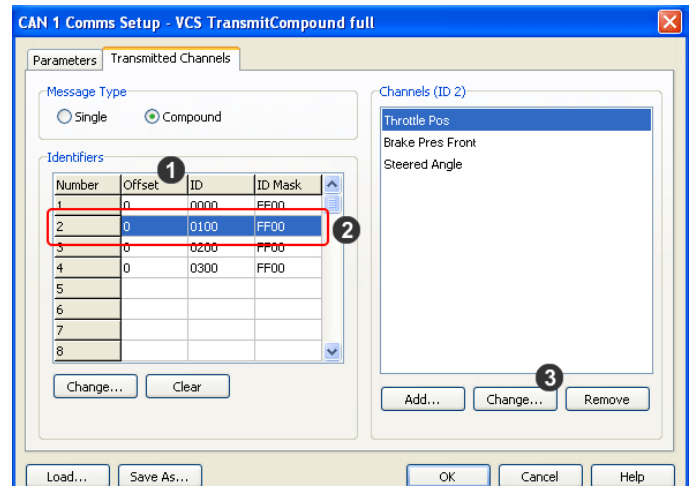 CAN 1 Comms Setup - VCS TransmitCompound full
Parameters
Transmitted Channels
Message Type
Single
Compound
Identifiers
1
Number Offset ID ID Mask
1 0 0000 FF00
2 0 0100 FF00
2
3 0 0200 FF00
4 0 0300 FF00
5
6
7
8
Change...
Clear
Channels (ID 2)
Throttle Pos
Brake Pres Front
Steered Angle
3
Add...
Change...
Remove
Load...
Save As...
OK
Cancel
Help